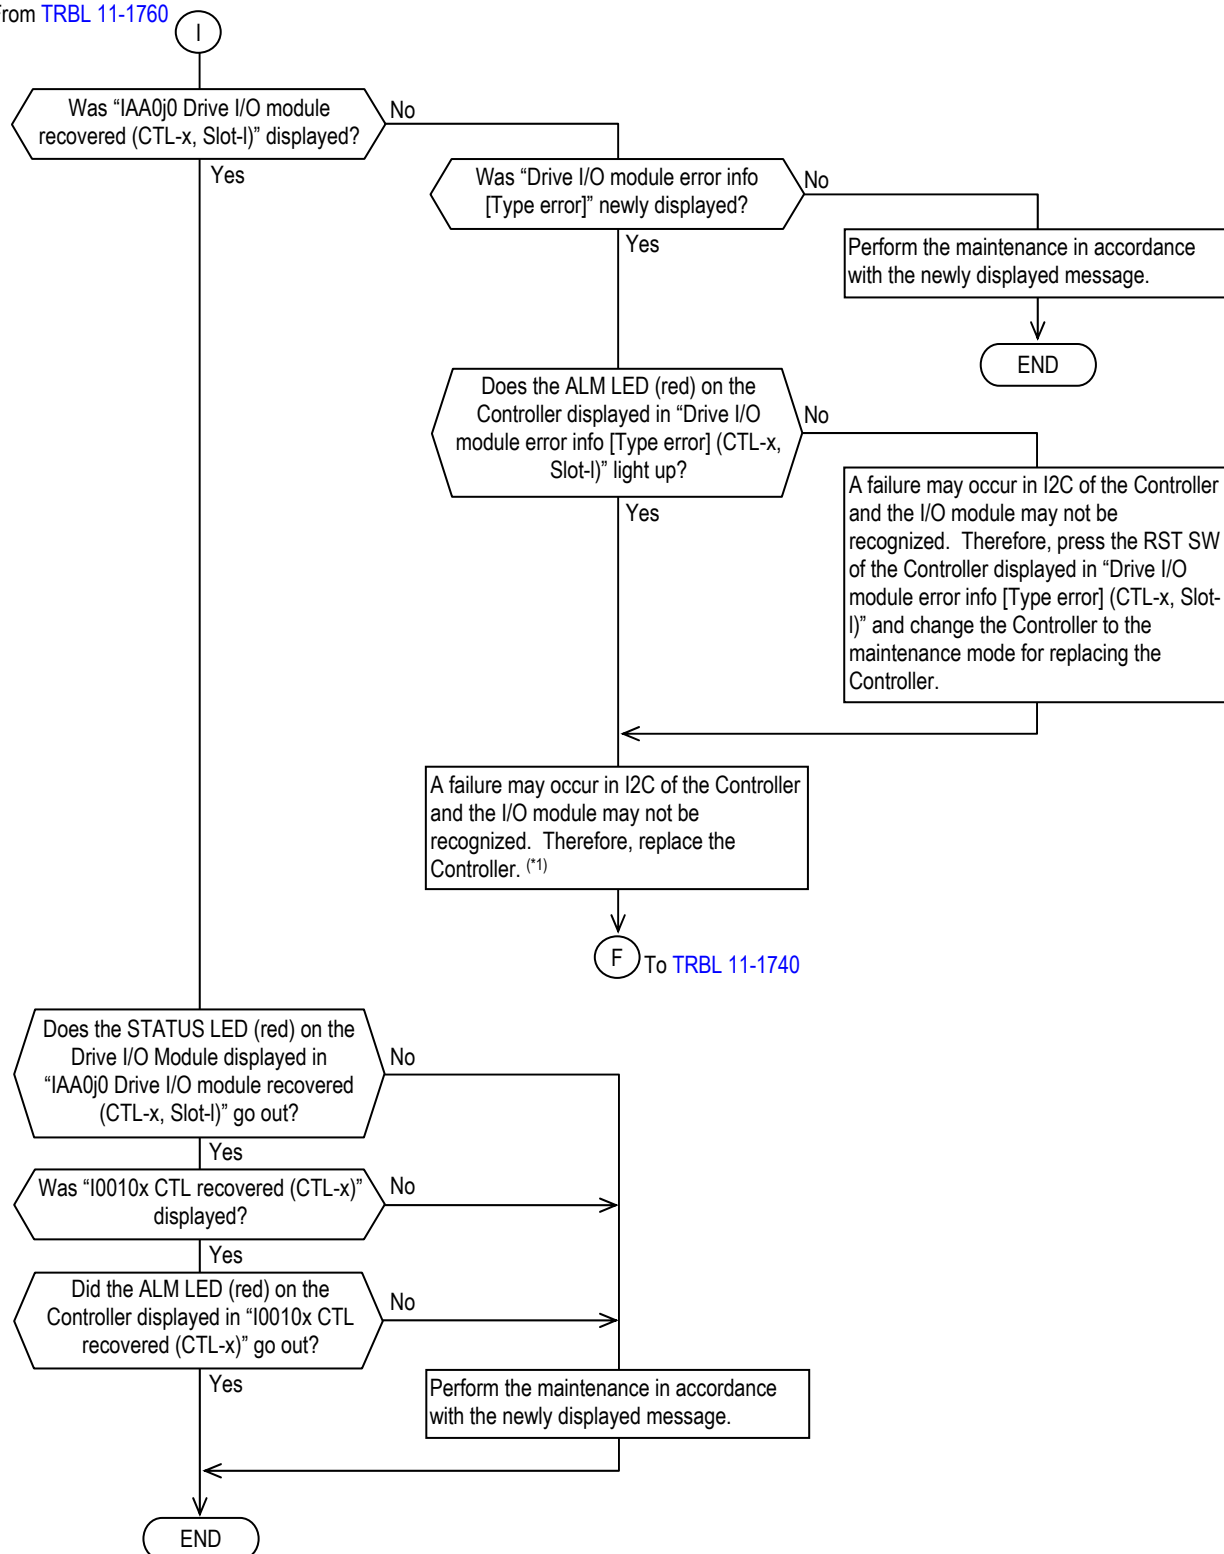 From TRBL 11-1760
I
Was “IAA0j0 Drive I/O module
recovered (CTL-x, Slot-l)” displayed?
No
Yes
Was “Drive I/O module error info
[Type error]” newly displayed?
No
Yes
Perform the maintenance in accordance
with the newly displayed message.
END
Does the ALM LED (red) on the
Controller displayed in “Drive I/O
module error info [Type error] (CTL-x,
Slot-l)” light up?
No
Yes
A failure may occur in I2C of the Controller
and the I/O module may not be
recognized. Therefore, press the RST SW
of the Controller displayed in “Drive I/O
module error info [Type error] (CTL-x, Slot-
l)” and change the Controller to the
maintenance mode for replacing the
Controller.
A failure may occur in I2C of the Controller
and the I/O module may not be
recognized. Therefore, replace the
Controller. (*1)
F
To TRBL 11-1740
Does the STATUS LED (red) on the
Drive I/O Module displayed in
“IAA0j0 Drive I/O module recovered
(CTL-x, Slot-l)” go out?
No
Yes
Was “I0010x CTL recovered (CTL-x)”
displayed?
No
Yes
Did the ALM LED (red) on the
Controller displayed in “I0010x CTL
recovered (CTL-x)” go out?
No
Yes
Perform the maintenance in accordance
with the newly displayed message.
END